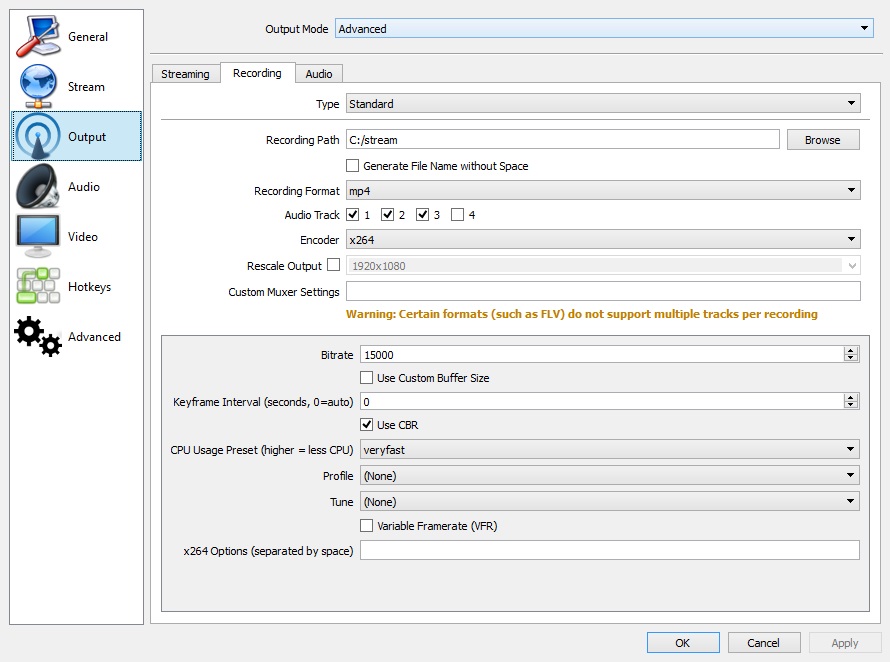 General
Stream
Output
Audio
Video
Hotkeys
Advanced
Output Mode Advanced
Streaming Recording Audio
Type Standard
Recording Path C:/stream Browse
Generate File Name without Space
Recording Format mp4
Audio Track 1 2 3 4
Encoder x264
Rescale Output 1920x1080
Custom Muxer Settings
Warning: Certain formats (such as FLV) do not support multiple tracks per recording
Bitrate 15000
Use Custom Buffer Size
Keyframe Interval (seconds, 0=auto) 0
Use CBR
CPU Usage Preset (higher = less CPU) veryfast
Profile (None)
Tune (None)
Variable Framerate (VFR)
x264 Options (separated by space)
OK Cancel Apply